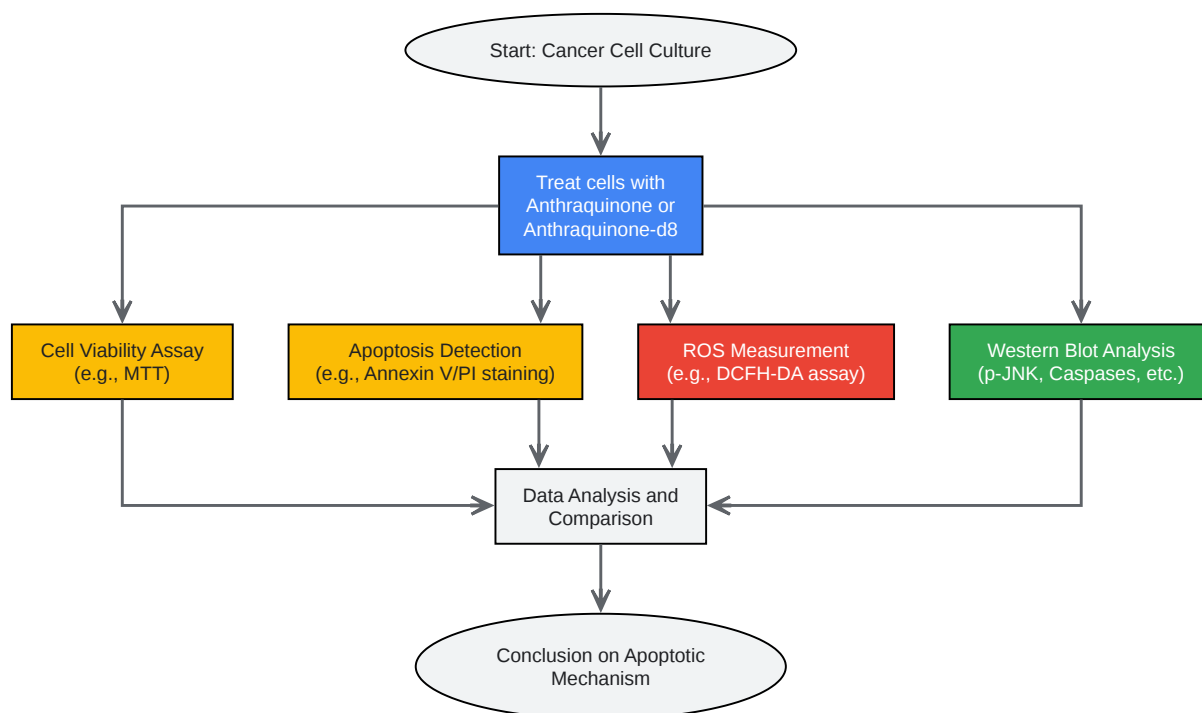 Start: Cancer Cell Culture
Treat cells with
Anthraquinone or
Anthraquinone-d8
Cell Viability Assay
(e.g., MTT)
Apoptosis Detection
(e.g., Annexin V/PI staining)
ROS Measurement
(e.g., DCFH-DA assay)
Western Blot Analysis
(p-JNK, Caspases, etc.)
Data Analysis and
Comparison
Conclusion on Apoptotic
Mechanism